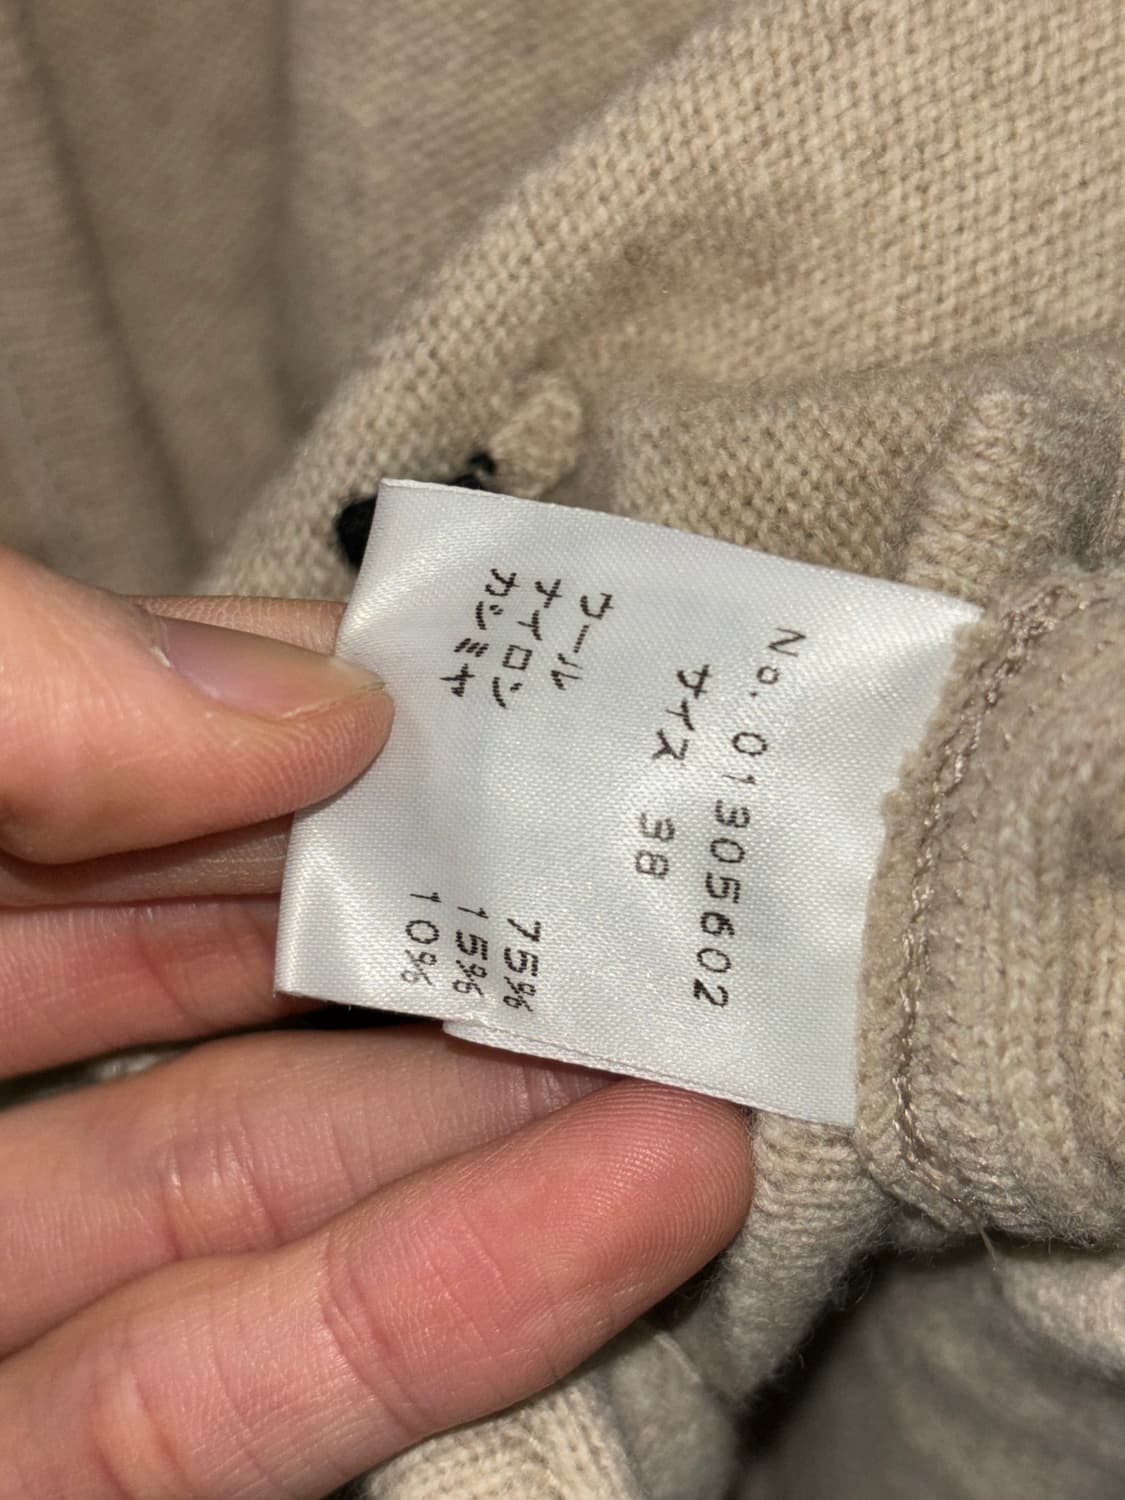 No. 01305602
サイズ 38
ウール 75%
ナイロン 15%
カシミヤ 10%